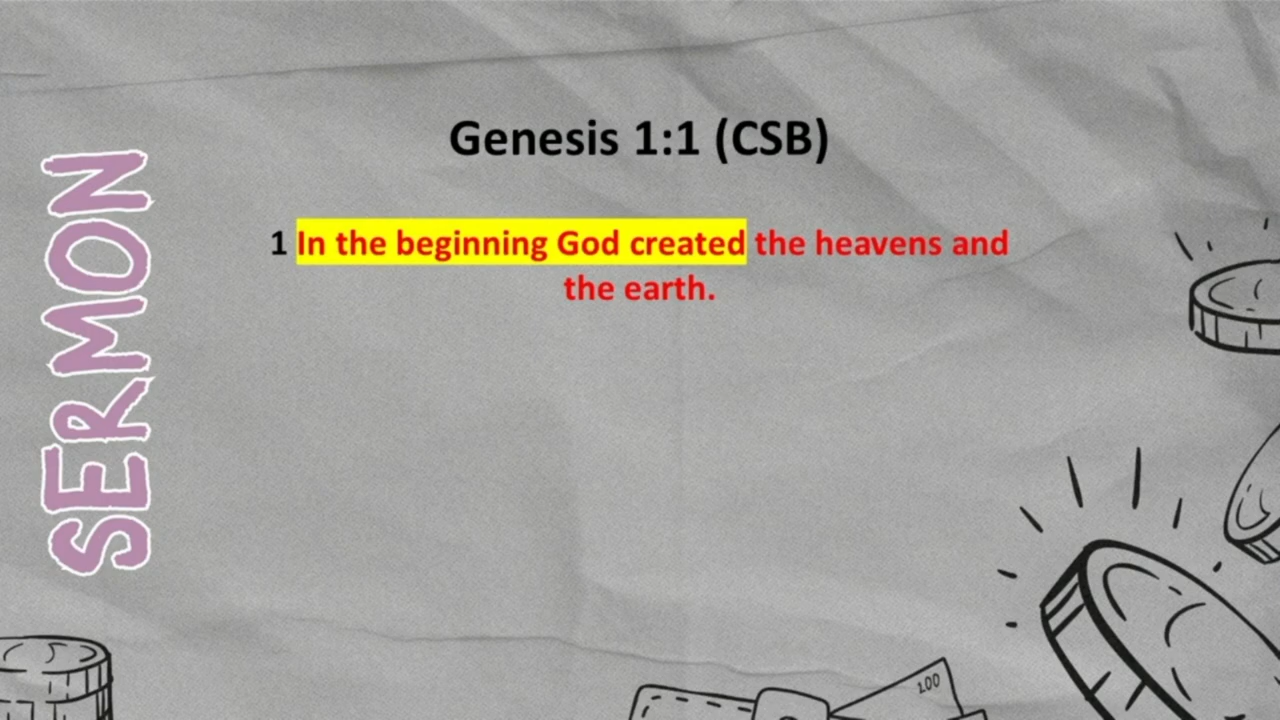 SERMON
Genesis 1:1 (CSB)
1 In the beginning God created the heavens and
the earth.
100